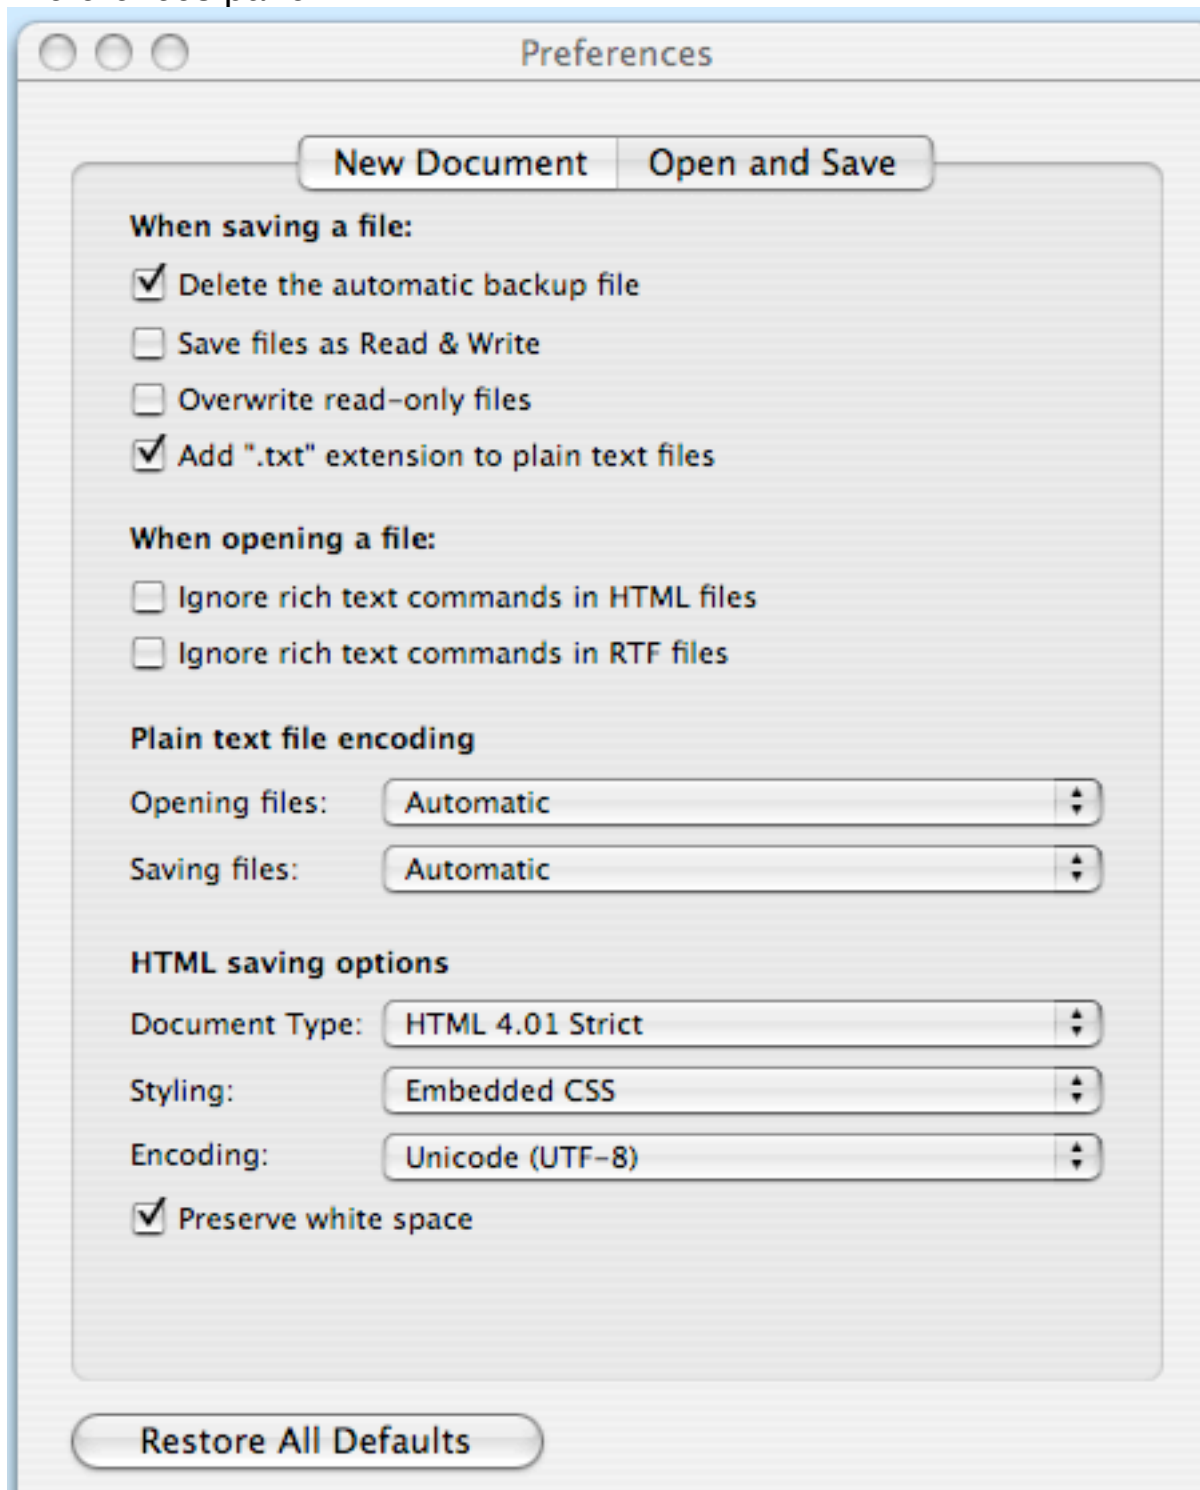 Preferences
New Document Open and Save
When saving a file:
Delete the automatic backup file
Save files as Read & Write
Overwrite read-only files
Add ".txt" extension to plain text files
When opening a file:
Ignore rich text commands in HTML files
Ignore rich text commands in RTF files
Plain text file encoding
Opening files: Automatic
Saving files: Automatic
HTML saving options
Document Type: HTML 4.01 Strict
Styling: Embedded CSS
Encoding: Unicode (UTF-8)
Preserve white space
Restore All Defaults